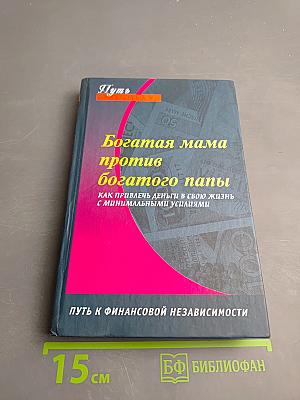 Путь
Богатая мама
против
богатого папы
КАК ПРИВЛЕЧЬ ДЕНЬГИ В СВОЮ ЖИЗНЬ
С МИНИМАЛЬНЫМИ УСИЛИЯМИ
ПУТЬ К ФИНАНСОВОЙ НЕЗАВИСИМОСТИ
15 см
БФ БИБЛИОФАН